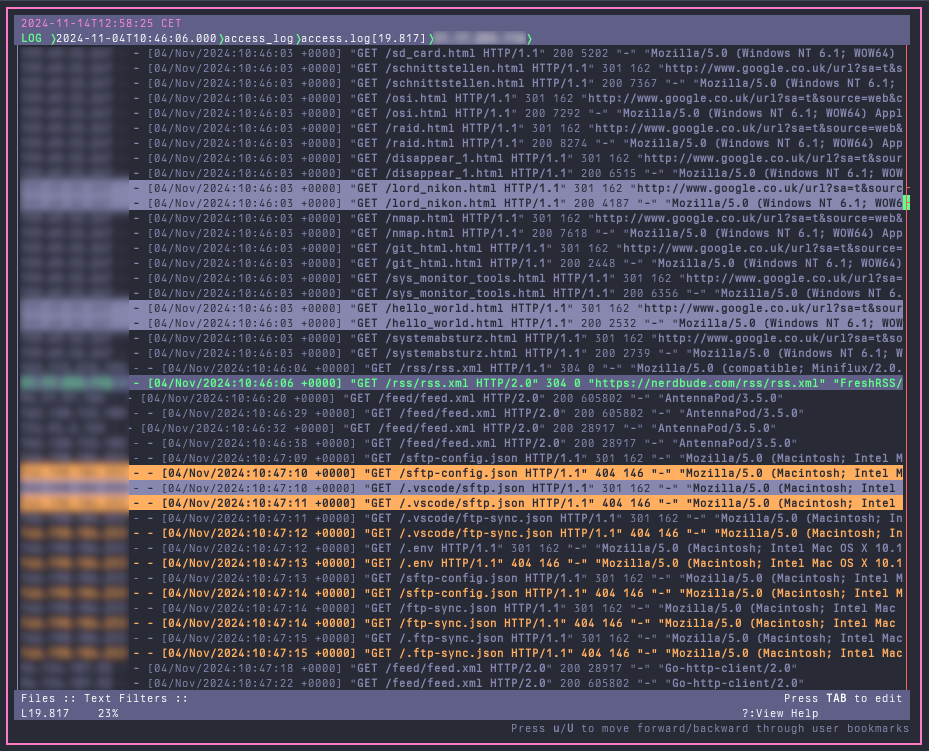 2024-11-14T12:58:25 CET
LOG ❭2024-11-04T10:46:06.000❭access_log❭access.log[19.817]❭ ❭
- [04/Nov/2024:10:46:03 +0000] "GET /sd_card.html HTTP/1.1" 200 5202 "-" "Mozilla/5.0 (Windows NT 6.1; WOW64)
- [04/Nov/2024:10:46:03 +0000] "GET /schnittstellen.html HTTP/1.1" 301 162 "http://www.google.co.uk/url?sa=t&s
- [04/Nov/2024:10:46:03 +0000] "GET /schnittstellen.html HTTP/1.1" 200 7367 "-" "Mozilla/5.0 (Windows NT 6.1;
- [04/Nov/2024:10:46:03 +0000] "GET /osi.html HTTP/1.1" 301 162 "http://www.google.co.uk/url?sa=t&source=web&c
- [04/Nov/2024:10:46:03 +0000] "GET /osi.html HTTP/1.1" 200 7292 "-" "Mozilla/5.0 (Windows NT 6.1; WOW64) Appl
- [04/Nov/2024:10:46:03 +0000] "GET /raid.html HTTP/1.1" 301 162 "http://www.google.co.uk/url?sa=t&source=web&
- [04/Nov/2024:10:46:03 +0000] "GET /raid.html HTTP/1.1" 200 8274 "-" "Mozilla/5.0 (Windows NT 6.1; WOW64) App
- [04/Nov/2024:10:46:03 +0000] "GET /disappear_1.html HTTP/1.1" 301 162 "http://www.google.co.uk/url?sa=t&sour
- [04/Nov/2024:10:46:03 +0000] "GET /disappear_1.html HTTP/1.1" 200 6515 "-" "Mozilla/5.0 (Windows NT 6.1; WOW
- [04/Nov/2024:10:46:03 +0000] "GET /lord_nikon.html HTTP/1.1" 301 162 "http://www.google.co.uk/url?sa=t&sourc
- [04/Nov/2024:10:46:03 +0000] "GET /lord_nikon.html HTTP/1.1" 200 4187 "-" "Mozilla/5.0 (Windows NT 6.1; WOW6
- [04/Nov/2024:10:46:03 +0000] "GET /nmap.html HTTP/1.1" 301 162 "http://www.google.co.uk/url?sa=t&source=web&
- [04/Nov/2024:10:46:03 +0000] "GET /nmap.html HTTP/1.1" 200 7618 "-" "Mozilla/5.0 (Windows NT 6.1; WOW64) App
- [04/Nov/2024:10:46:03 +0000] "GET /git_html.html HTTP/1.1" 301 162 "http://www.google.co.uk/url?sa=t&source=
- [04/Nov/2024:10:46:03 +0000] "GET /git_html.html HTTP/1.1" 200 2448 "-" "Mozilla/5.0 (Windows NT 6.1; WOW64)
- [04/Nov/2024:10:46:03 +0000] "GET /sys_monitor_tools.html HTTP/1.1" 301 162 "http://www.google.co.uk/url?sa=
- [04/Nov/2024:10:46:03 +0000] "GET /sys_monitor_tools.html HTTP/1.1" 200 6356 "-" "Mozilla/5.0 (Windows NT 6.
- [04/Nov/2024:10:46:03 +0000] "GET /hello_world.html HTTP/1.1" 301 162 "http://www.google.co.uk/url?sa=t&sour
- [04/Nov/2024:10:46:03 +0000] "GET /hello_world.html HTTP/1.1" 200 2532 "-" "Mozilla/5.0 (Windows NT 6.1; WOW
- [04/Nov/2024:10:46:03 +0000] "GET /systemabsturz.html HTTP/1.1" 301 162 "http://www.google.co.uk/url?sa=t&so
- [04/Nov/2024:10:46:03 +0000] "GET /systemabsturz.html HTTP/1.1" 200 2739 "-" "Mozilla/5.0 (Windows NT 6.1; W
- [04/Nov/2024:10:46:04 +0000] "GET /rss/rss.xml HTTP/1.1" 304 0 "-" "Mozilla/5.0 (compatible; Miniflux/2.0.
- [04/Nov/2024:10:46:06 +0000] "GET /rss/rss.xml HTTP/2.0" 304 0 "https://nerdbude.com/rss/rss.xml" "FreshRSS/
- [04/Nov/2024:10:46:20 +0000] "GET /feed/feed.xml HTTP/2.0" 200 605802 "-" "AntennaPod/3.5.0"
- [04/Nov/2024:10:46:29 +0000] "GET /feed/feed.xml HTTP/2.0" 200 605802 "-" "AntennaPod/3.5.0"
- [04/Nov/2024:10:46:32 +0000] "GET /feed/feed.xml HTTP/2.0" 200 28917 "-" "AntennaPod/3.5.0"
- - [04/Nov/2024:10:46:38 +0000] "GET /feed/feed.xml HTTP/2.0" 200 28917 "-" "AntennaPod/3.5.0"
- - [04/Nov/2024:10:47:09 +0000] "GET /sftp-config.json HTTP/1.1" 301 162 "-" "Mozilla/5.0 (Macintosh; Intel M
- - [04/Nov/2024:10:47:10 +0000] "GET /sftp-config.json HTTP/1.1" 404 146 "-" "Mozilla/5.0 (Macintosh; Intel M
- - [04/Nov/2024:10:47:10 +0000] "GET /.vscode/sftp.json HTTP/1.1" 301 162 "-" "Mozilla/5.0 (Macintosh; Intel
- - [04/Nov/2024:10:47:11 +0000] "GET /.vscode/sftp.json HTTP/1.1" 404 146 "-" "Mozilla/5.0 (Macintosh; Intel
- - [04/Nov/2024:10:47:11 +0000] "GET /.vscode/ftp-sync.json HTTP/1.1" 301 162 "-" "Mozilla/5.0 (Macintosh; In
- - [04/Nov/2024:10:47:12 +0000] "GET /.vscode/ftp-sync.json HTTP/1.1" 404 146 "-" "Mozilla/5.0 (Macintosh; In
- - [04/Nov/2024:10:47:12 +0000] "GET /.env HTTP/1.1" 301 162 "-" "Mozilla/5.0 (Macintosh; Intel Mac OS X 10.1
- - [04/Nov/2024:10:47:13 +0000] "GET /.env HTTP/1.1" 404 146 "-" "Mozilla/5.0 (Macintosh; Intel Mac OS X 10.1
- - [04/Nov/2024:10:47:13 +0000] "GET /sftp-config.json HTTP/1.1" 301 162 "-" "Mozilla/5.0 (Macintosh; Intel M
- - [04/Nov/2024:10:47:14 +0000] "GET /sftp-config.json HTTP/1.1" 404 146 "-" "Mozilla/5.0 (Macintosh; Intel M
- - [04/Nov/2024:10:47:14 +0000] "GET /ftp-sync.json HTTP/1.1" 301 162 "-" "Mozilla/5.0 (Macintosh; Intel Mac
- - [04/Nov/2024:10:47:14 +0000] "GET /ftp-sync.json HTTP/1.1" 404 146 "-" "Mozilla/5.0 (Macintosh; Intel Mac
- - [04/Nov/2024:10:47:15 +0000] "GET /.ftp-sync.json HTTP/1.1" 301 162 "-" "Mozilla/5.0 (Macintosh; Intel Mac
- - [04/Nov/2024:10:47:15 +0000] "GET /.ftp-sync.json HTTP/1.1" 404 146 "-" "Mozilla/5.0 (Macintosh; Intel Mac
- [04/Nov/2024:10:47:18 +0000] "GET /feed/feed.xml HTTP/2.0" 200 28917 "-" "Go-http-client/2.0"
- [04/Nov/2024:10:47:22 +0000] "GET /feed/feed.xml HTTP/2.0" 200 605802 "-" "Go-http-client/2.0"
Files :: Text Filters :: Press TAB to edit
L19.817 23% ?:View Help
Press u/U to move forward/backward through user bookmarks